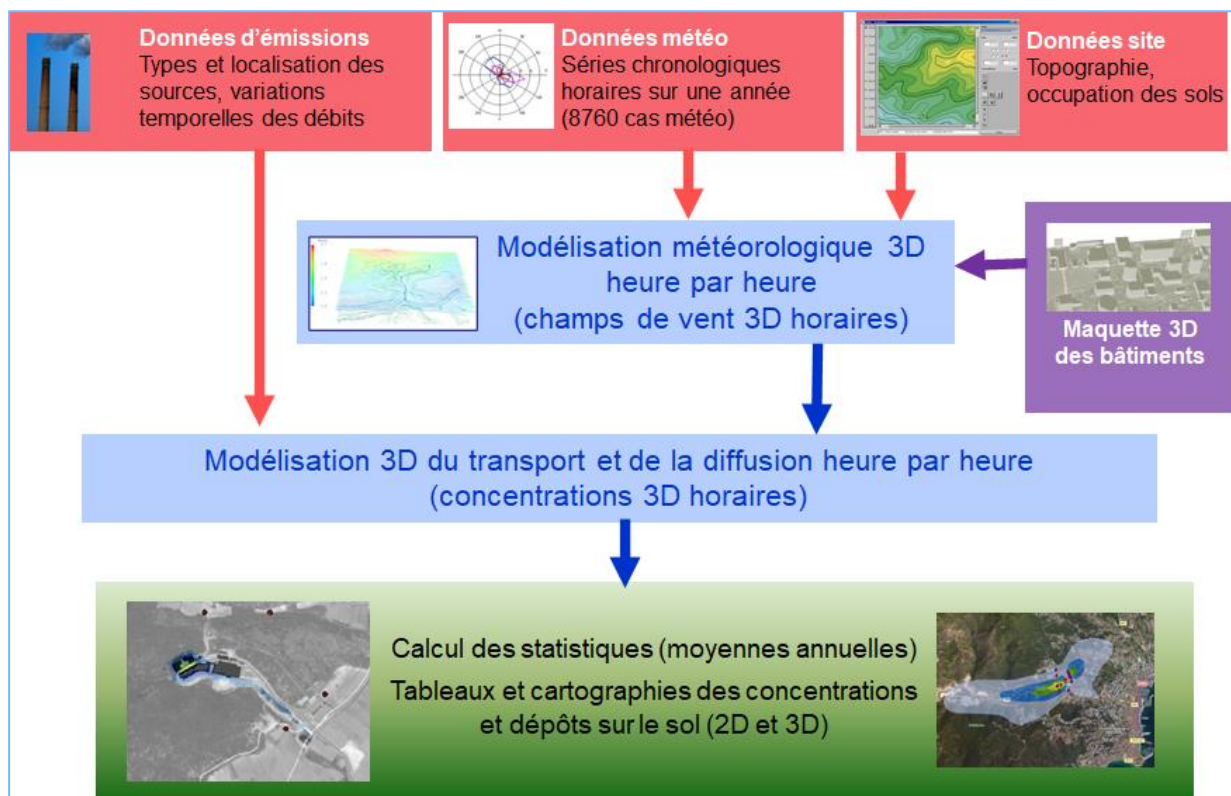 Données d'émissions
Types et localisation des
sources, variations
temporelles des débits
Données météo
Séries chronologiques
horaires sur une année
(8760 cas météo)
Données site
Topographie,
occupation des sols
Modélisation météorologique 3D
heure par heure
(champs de vent 3D horaires)
Maquette 3D
des bâtiments
Modélisation 3D du transport et de la diffusion heure par heure
(concentrations 3D horaires)
Calcul des statistiques (moyennes annuelles)
Tableaux et cartographies des concentrations
et dépôts sur le sol (2D et 3D)